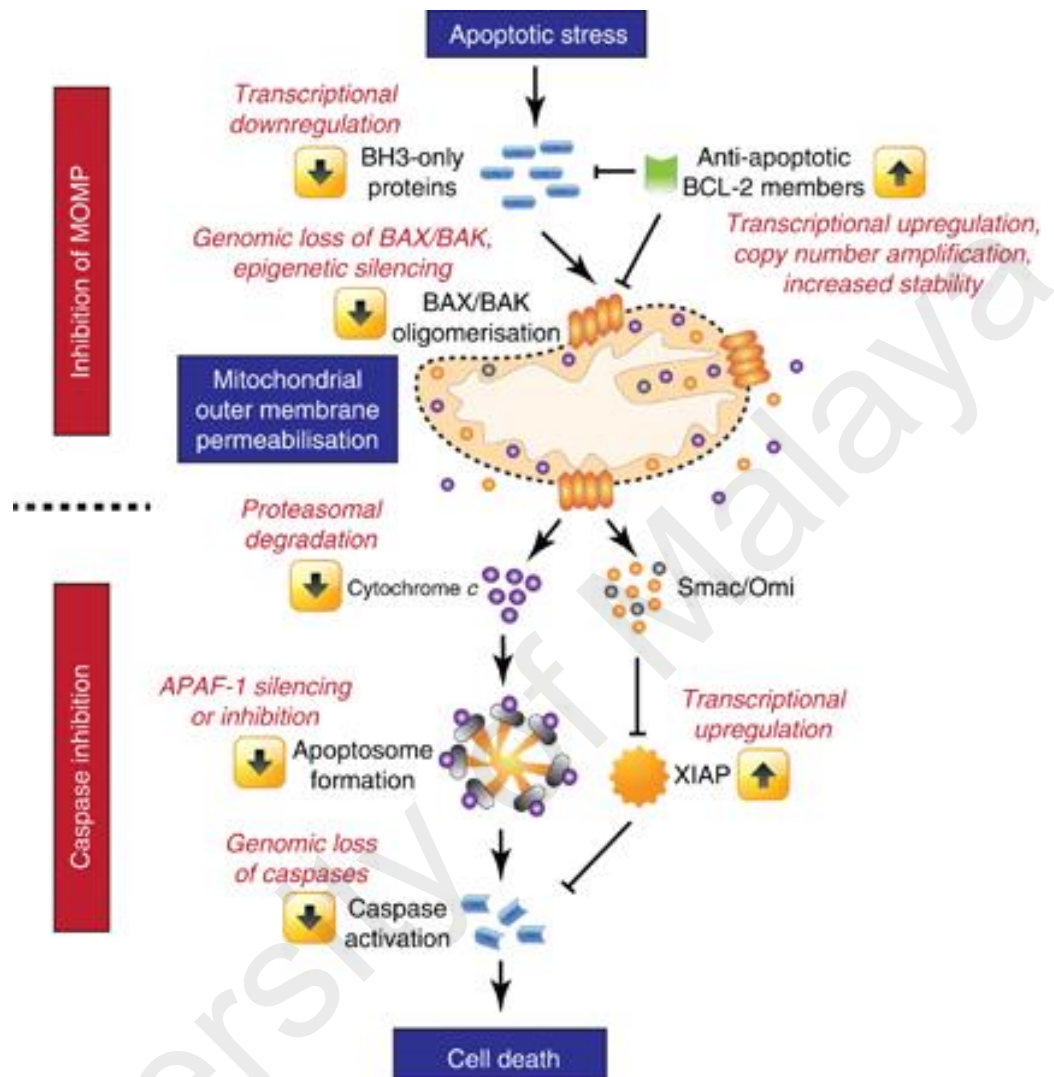 Apoptotic stress
Transcriptional
downregulation
BH3-only
proteins
Anti-apoptotic
BCL-2 members
Transcriptional upregulation,
copy number amplification,
increased stability
Genomic loss of BAX/BAK,
epigenetic silencing
BAX/BAK
oligomerisation
Inhibition of MOMP
Mitochondrial
outer membrane
permeabilisation
Proteasomal
degradation
Cytochrome c
Smac/Omi
Caspase inhibition
APAF-1 silencing
or inhibition
Apoptosome
formation
Transcriptional
upregulation
XIAP
Genomic loss
of caspases
Caspase
activation
Cell death
ersity of Malaya